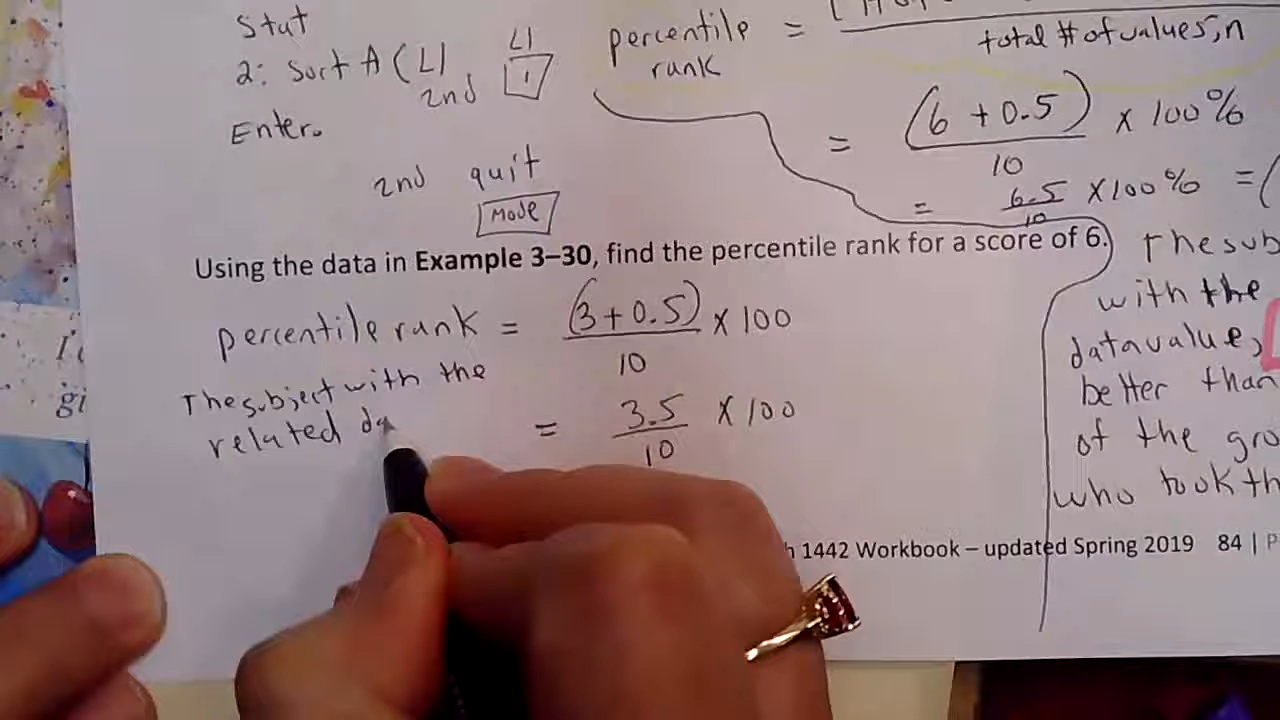 Stat
2: Sort A (L1
2nd
L1
1
Enter.
2nd quit
Mode
percentile rank =
total # of values, n
= (6 + 0.5) / 10 × 100%
= 6.5 / 10 × 100% = (
Using the data in Example 3–30, find the percentile rank for a score of 6.
percentile rank = (3 + 0.5) / 10 × 100
= 3.5 / 10 × 100
The subject with the
related da
The sub
with the
data value,
better than
of the gro
who took th
h 1442 Workbook – updated Spring 2019 84 | P